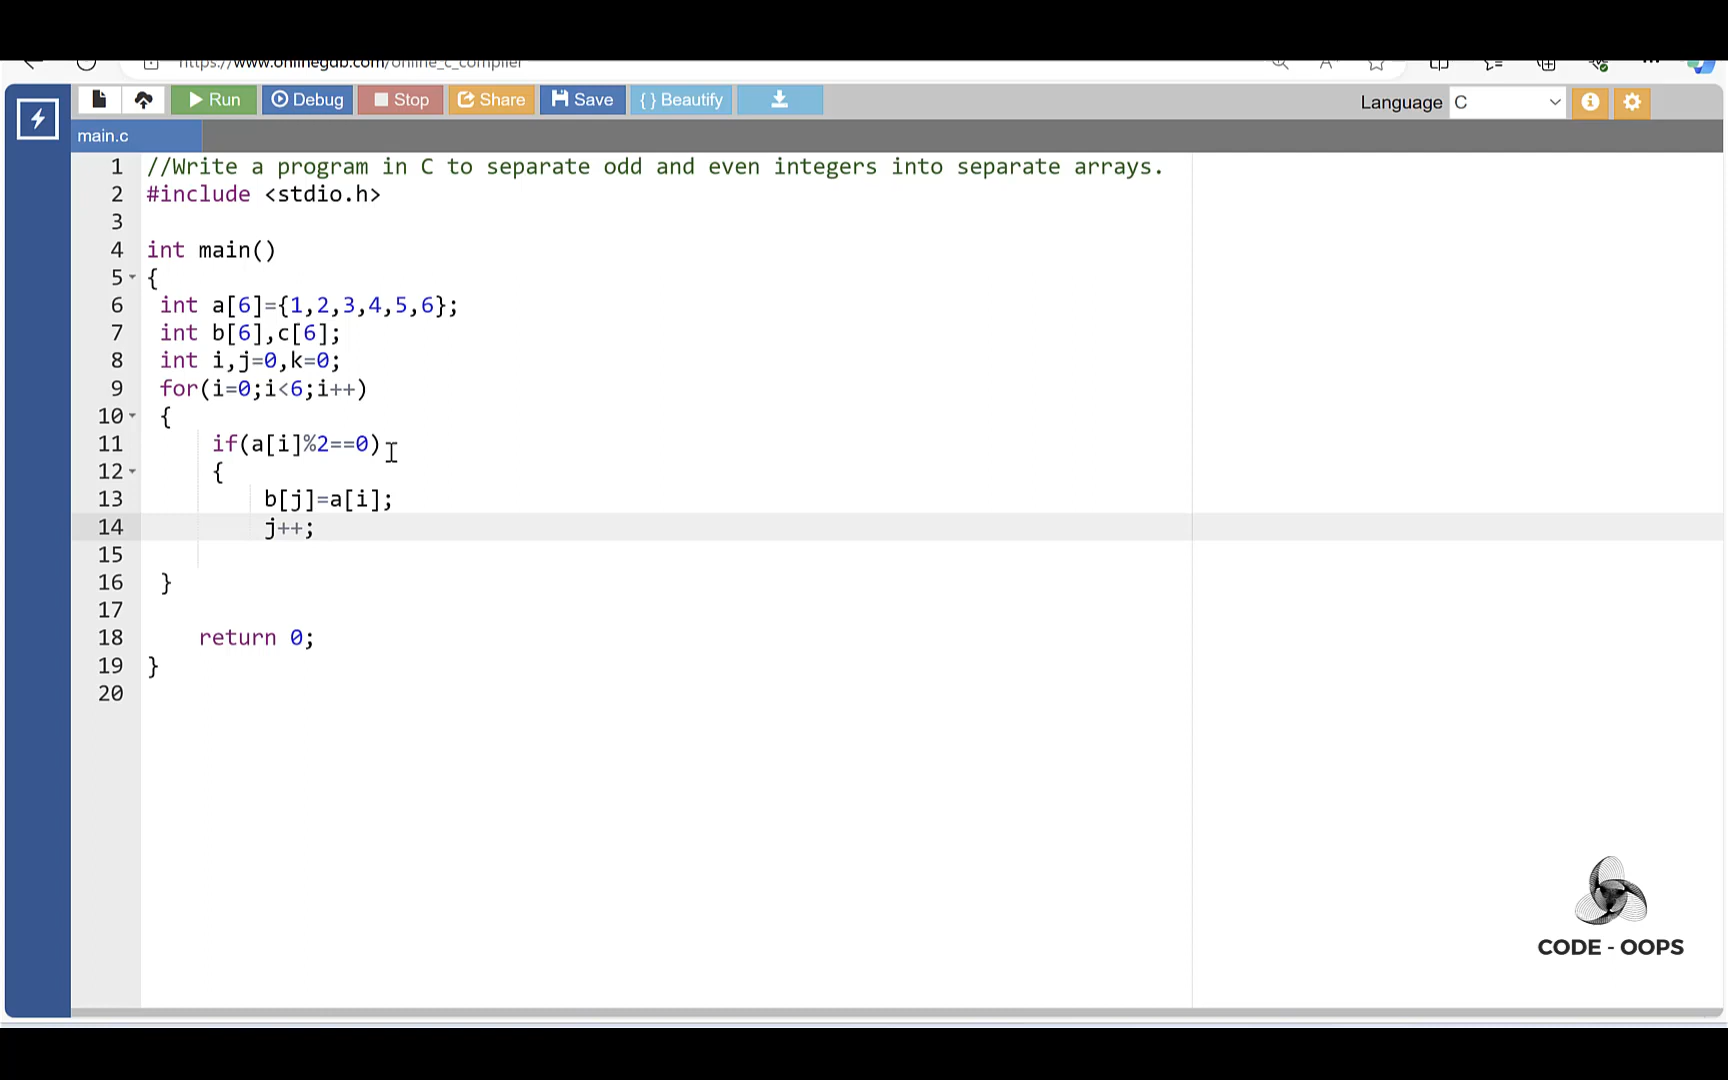 https://www.onlinegdb.com/online_c_compiler
Run Debug Stop Share Save { } Beautify Language C
main.c
1 //Write a program in C to separate odd and even integers into separate arrays.
2 #include <stdio.h>
3
4 int main()
5 {
6 int a[6]={1,2,3,4,5,6};
7 int b[6],c[6];
8 int i,j=0,k=0;
9 for(i=0;i<6;i++)
10 {
11 if(a[i]%2==0)
12 {
13 b[j]=a[i];
14 j++;
15
16 }
17
18 return 0;
19 }
20
CODE - OOPS